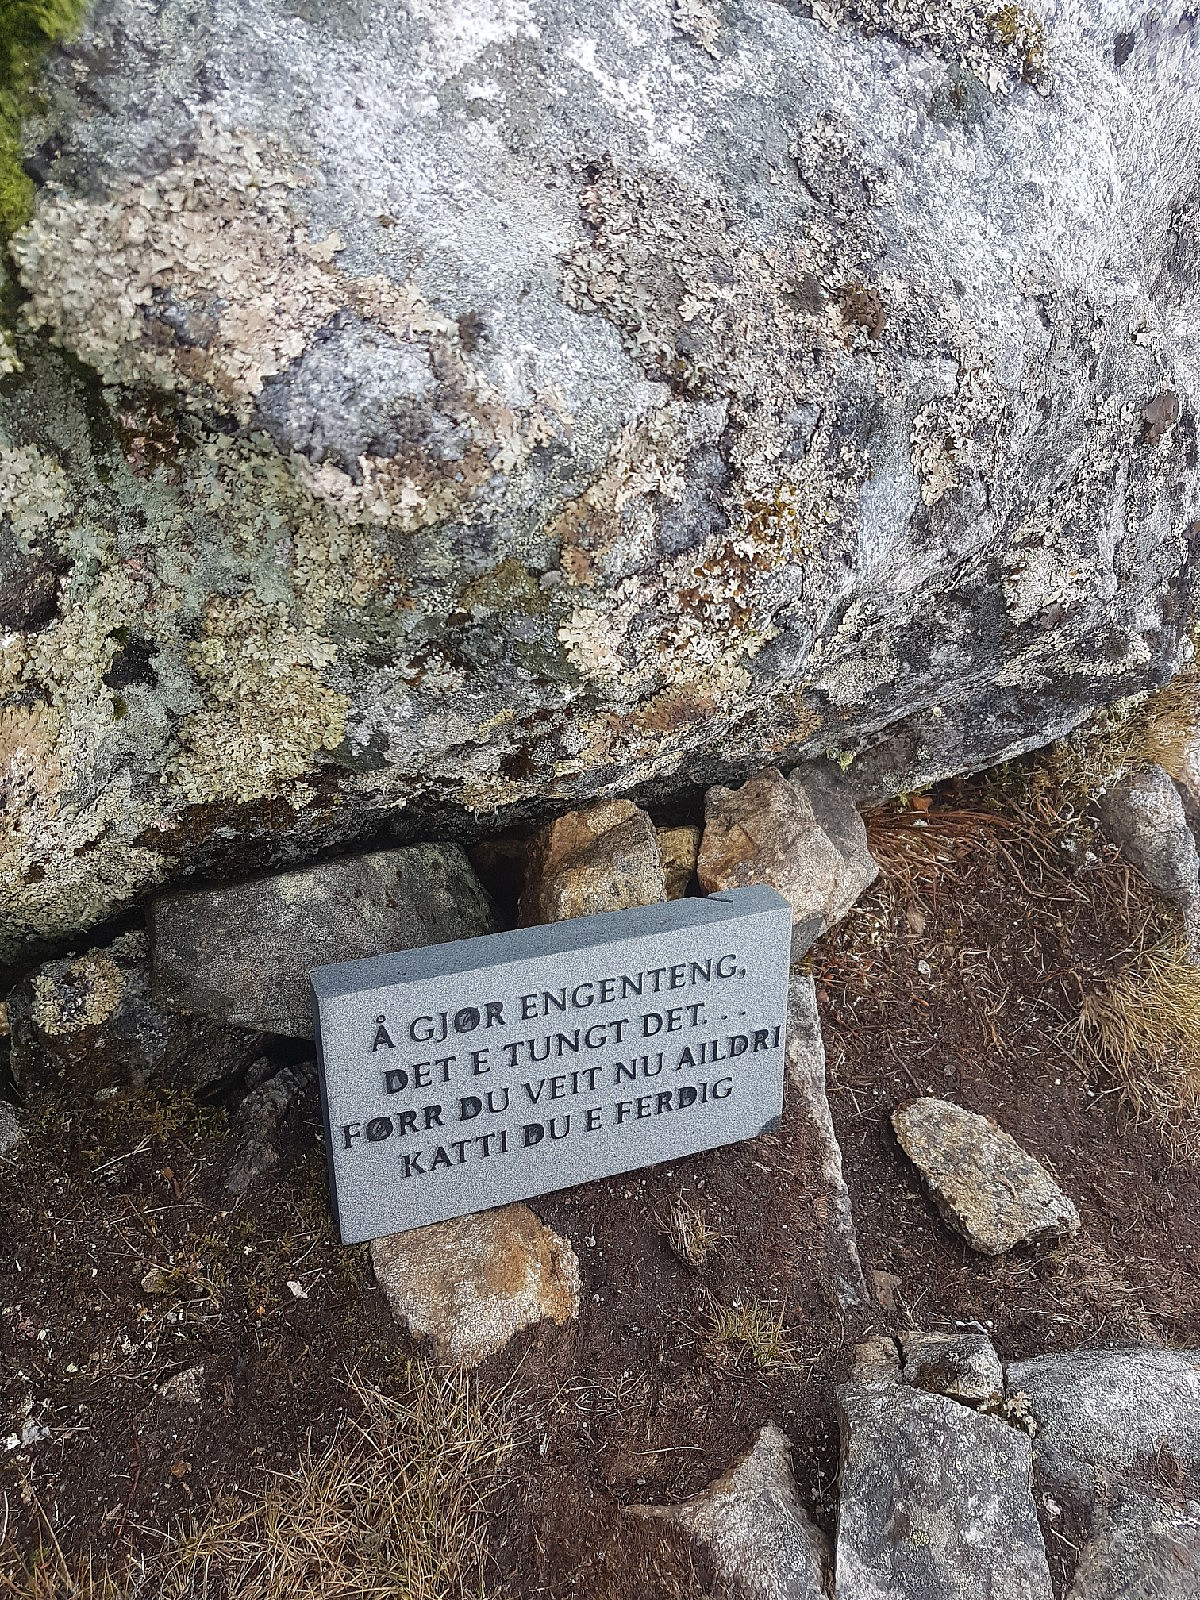 Å GJØR ENGENTENG,
DET E TUNGT DET. . .
FØRR DU VEIT NU AILDRI
KATTI DU E FERDIG